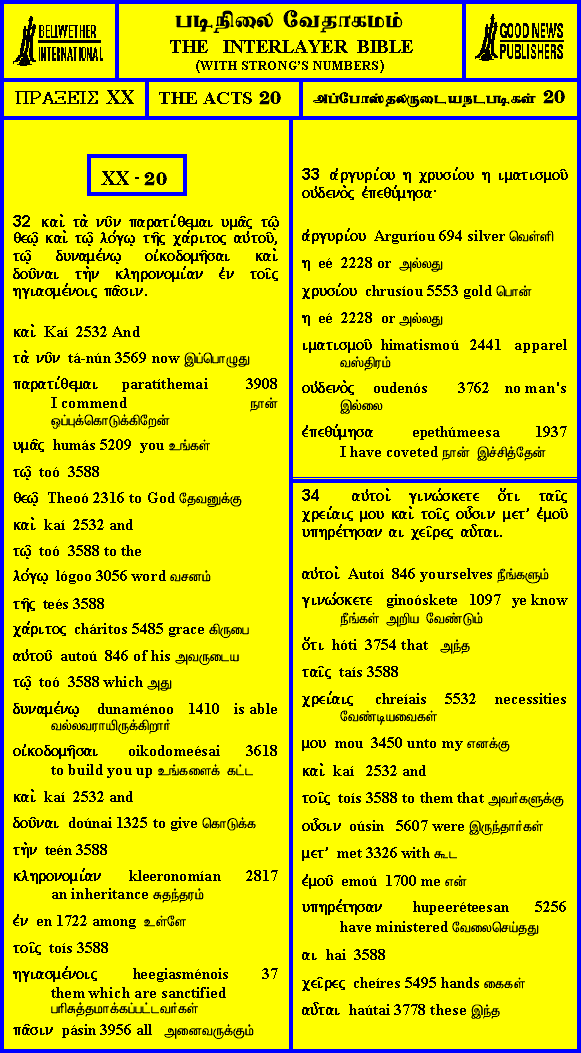 BELLWETHER
INTERNATIONAL
படிநிலை வேதாகமம்
THE INTERLAYER BIBLE
(WITH STRONG'S NUMBERS)
GOOD NEWS
PUBLISHERS
ΠΡΑΞΕΙΣ XX
THE ACTS 20
அப்போஸ்தலருடையநடபடிகள் 20
XX - 20
32 καὶ τὰ νῦν παρατίθεμαι υμᾶς τῷ
θεῷ καὶ τῷ λόγῳ τῆς χάριτος αὐτοῦ,
τῷ δυναμένῳ οἰκοδομῆσαι καὶ
δοῦναι τὴν κληρονομίαν ἐν τοῖς
ηγιασμένοις πᾶσιν.
καὶ Kaí 2532 And
τὰ νῦν tá-nún 3569 now இப்பொழுது
παρατίθεμαι paratíthemai 3908
I commend நான்
ஒப்புக்கொடுக்கிறேன்
υμᾶς humás 5209 you உங்கள்
τῷ toó 3588
θεῷ Theoó 2316 to God தேவனுக்கு
καὶ kaí 2532 and
τῷ toó 3588 to the
λόγῳ lógoo 3056 word வசனம்
τῆς teés 3588
χάριτος cháritos 5485 grace கிருபை
αὐτοῦ autoú 846 of his அவருடைய
τῷ toó 3588 which அது
δυναμένῳ dunaménoo 1410 is able
வல்லவராயிருக்கிறார்
οἰκοδομῆσαι oikodomeésai 3618
to build you up உங்களைக் கட்ட
καὶ kaí 2532 and
δοῦναι doúnai 1325 to give கொடுக்க
τὴν teén 3588
κληρονομίαν kleeronomían 2817
an inheritance சுதந்தரம்
ἐν en 1722 among உள்ளே
τοῖς toís 3588
ηγιασμένοις heegiasménois 37
them which are sanctified
பரிசுத்தமாக்கப்பட்டவர்கள்
πᾶσιν pásin 3956 all அனைவருக்கும்
33 ἀργυρίου η χρυσίου η ιματισμοῦ
οὐδενὸς ἐπεθύμησα·
ἀργυρίου Arguríou 694 silver வெள்ளி
η eé 2228 or அல்லது
χρυσίου chrusíou 5553 gold பொன்
η eé 2228 or அல்லது
ιματισμοῦ himatismoú 2441 apparel
வஸ்திரம்
οὐδενὸς oudenós 3762 no man's
இல்லை
ἐπεθύμησα epethúmeesa 1937
I have coveted நான் இச்சித்தேன்
34 αὐτοὶ γινώσκετε ὅτι ταῖς
χρείαις μου καὶ τοῖς οὖσιν μετ' ἐμοῦ
υπηρέτησαν αι χεῖρες αὗται.
αὐτοὶ Autoí 846 yourselves நீங்களும்
γινώσκετε ginoóskete 1097 ye know
நீங்கள் அறிய வேண்டும்
ὅτι hóti 3754 that அந்த
ταῖς taís 3588
χρείαις chreíais 5532 necessities
வேண்டியவைகள்
μου mou 3450 unto my எனக்கு
καὶ kaí 2532 and
τοῖς toís 3588 to them that அவர்களுக்கு
οὖσιν oúsin 5607 were இருந்தார்கள்
μετ' met 3326 with கூட
ἐμοῦ emoú 1700 me என்
υπηρέτησαν hupeeréteesan 5256
have ministered வேலைசெய்தது
αι hai 3588
χεῖρες cheíres 5495 hands கைகள்
αὗται haútai 3778 these இந்த